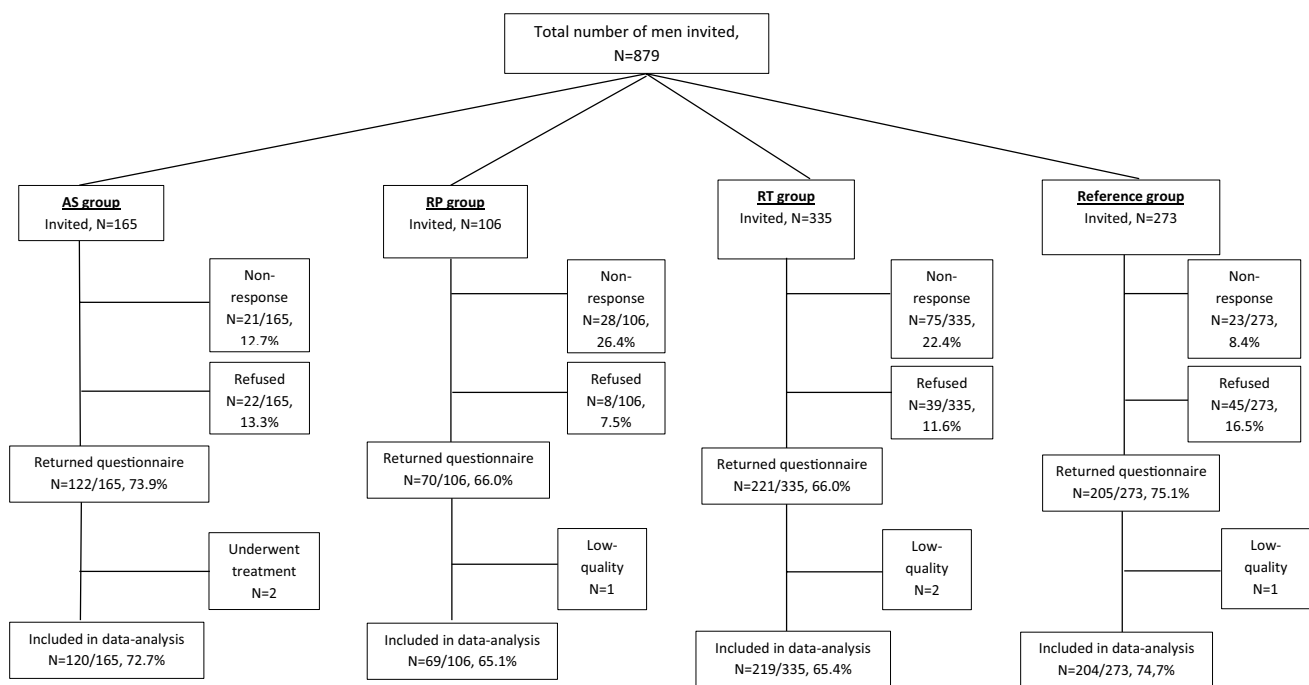 Total number of men invited,
N=879
AS group
Invited, N=165
RP group
Invited, N=106
RT group
Invited, N=335
Reference group
Invited, N=273
Non-
response
N=21/165,
12.7%
Non-
response
N=28/106,
26.4%
Non-
response
N=75/335,
22.4%
Non-
response
N=23/273,
8.4%
Refused
N=22/165,
13.3%
Refused
N=8/106,
7.5%
Refused
N=39/335,
11.6%
Refused
N=45/273,
16.5%
Returned questionnaire
N=122/165, 73.9%
Returned questionnaire
N=70/106, 66.0%
Returned questionnaire
N=221/335, 66.0%
Returned questionnaire
N=205/273, 75.1%
Underwent
treatment
N=2
Low-
quality
N=1
Low-
quality
N=2
Low-
quality
N=1
Included in data-analysis
N=120/165, 72.7%
Included in data-analysis
N=69/106, 65.1%
Included in data-analysis
N=219/335, 65.4%
Included in data-analysis
N=204/273, 74,7%